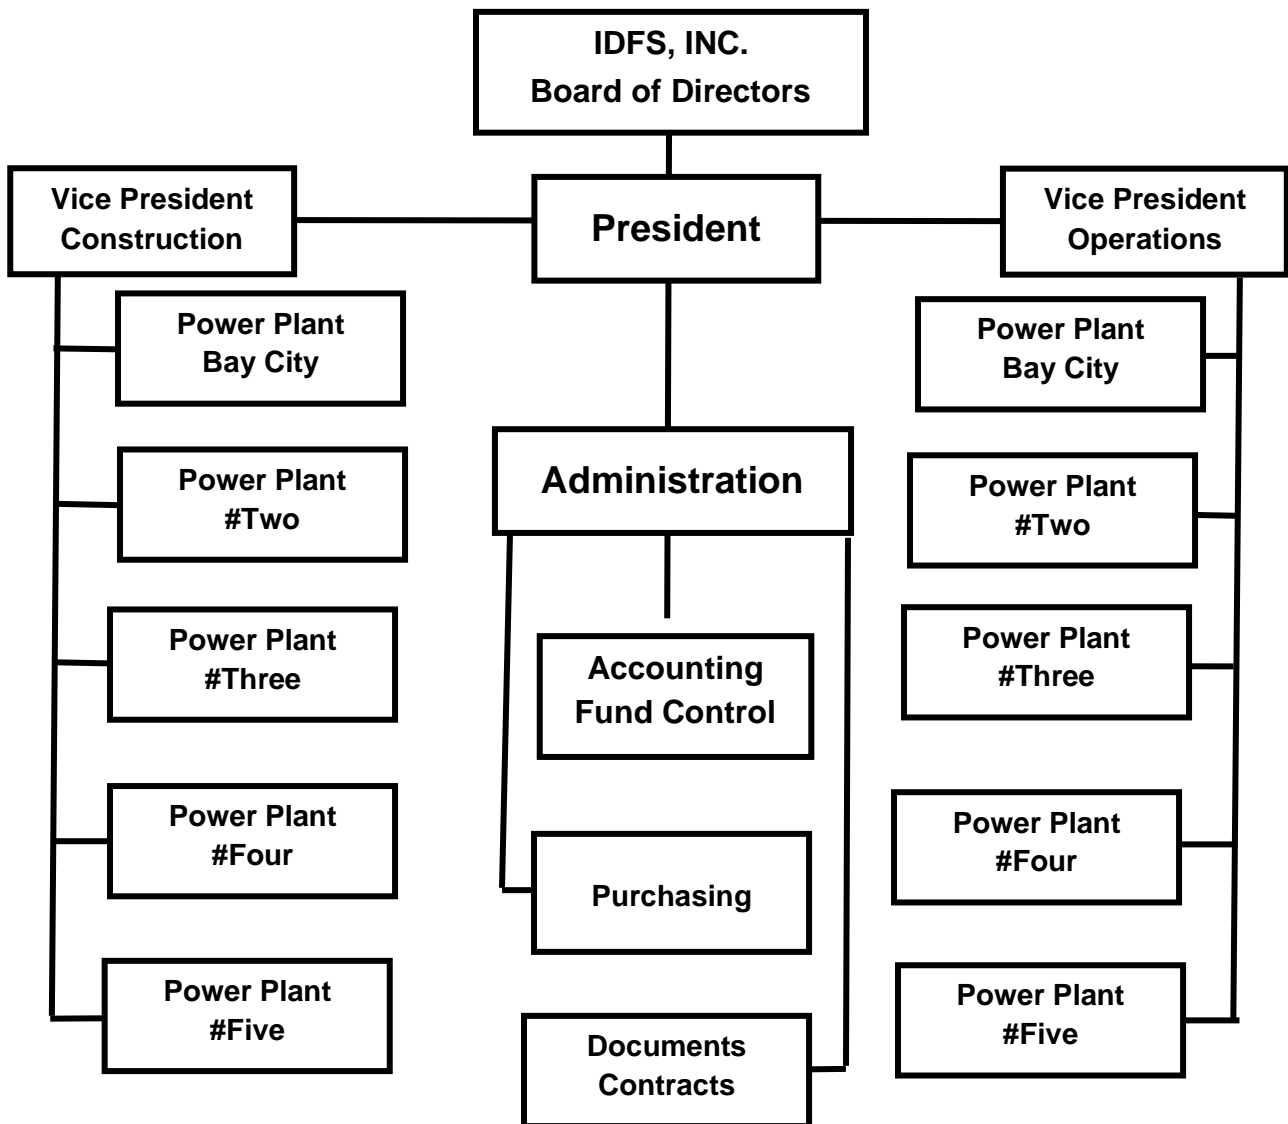 IDFS, INC.
Board of Directors
Vice President
Construction
President
Vice President
Operations
Power Plant
Bay City
Power Plant
Bay City
Administration
Power Plant
#Two
Power Plant
#Two
Power Plant
#Three
Accounting
Fund Control
Power Plant
#Three
Power Plant
#Four
Purchasing
Power Plant
#Four
Power Plant
#Five
Documents
Contracts
Power Plant
#Five